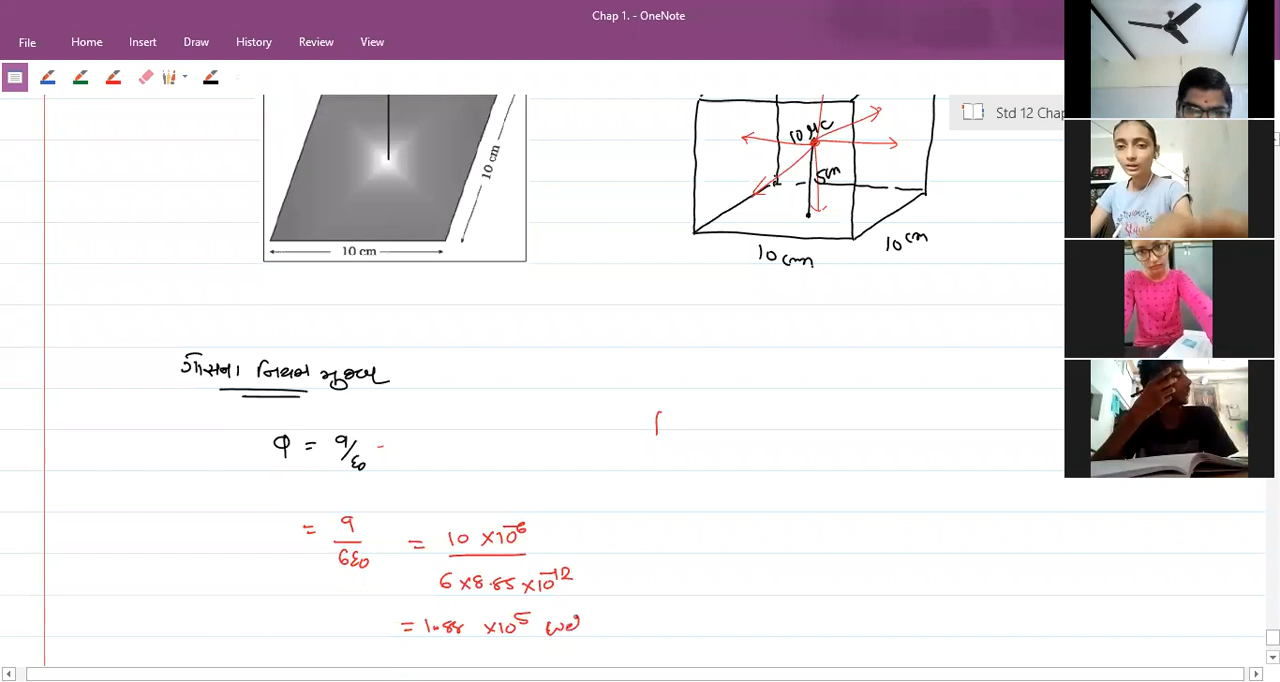 Chap 1. - OneNote
File Home Insert Draw History Review View
Std 12 Chap
10 μC
5cm
10 cm
10 cm
10 cm
10 cm
ગૉસના નિયમ મુજબ
Φ = q/ε0 -
= q / 6ε0 = 10 × 10^-6 / 6 × 8.85 × 10^-12
= 1.88 × 10^5